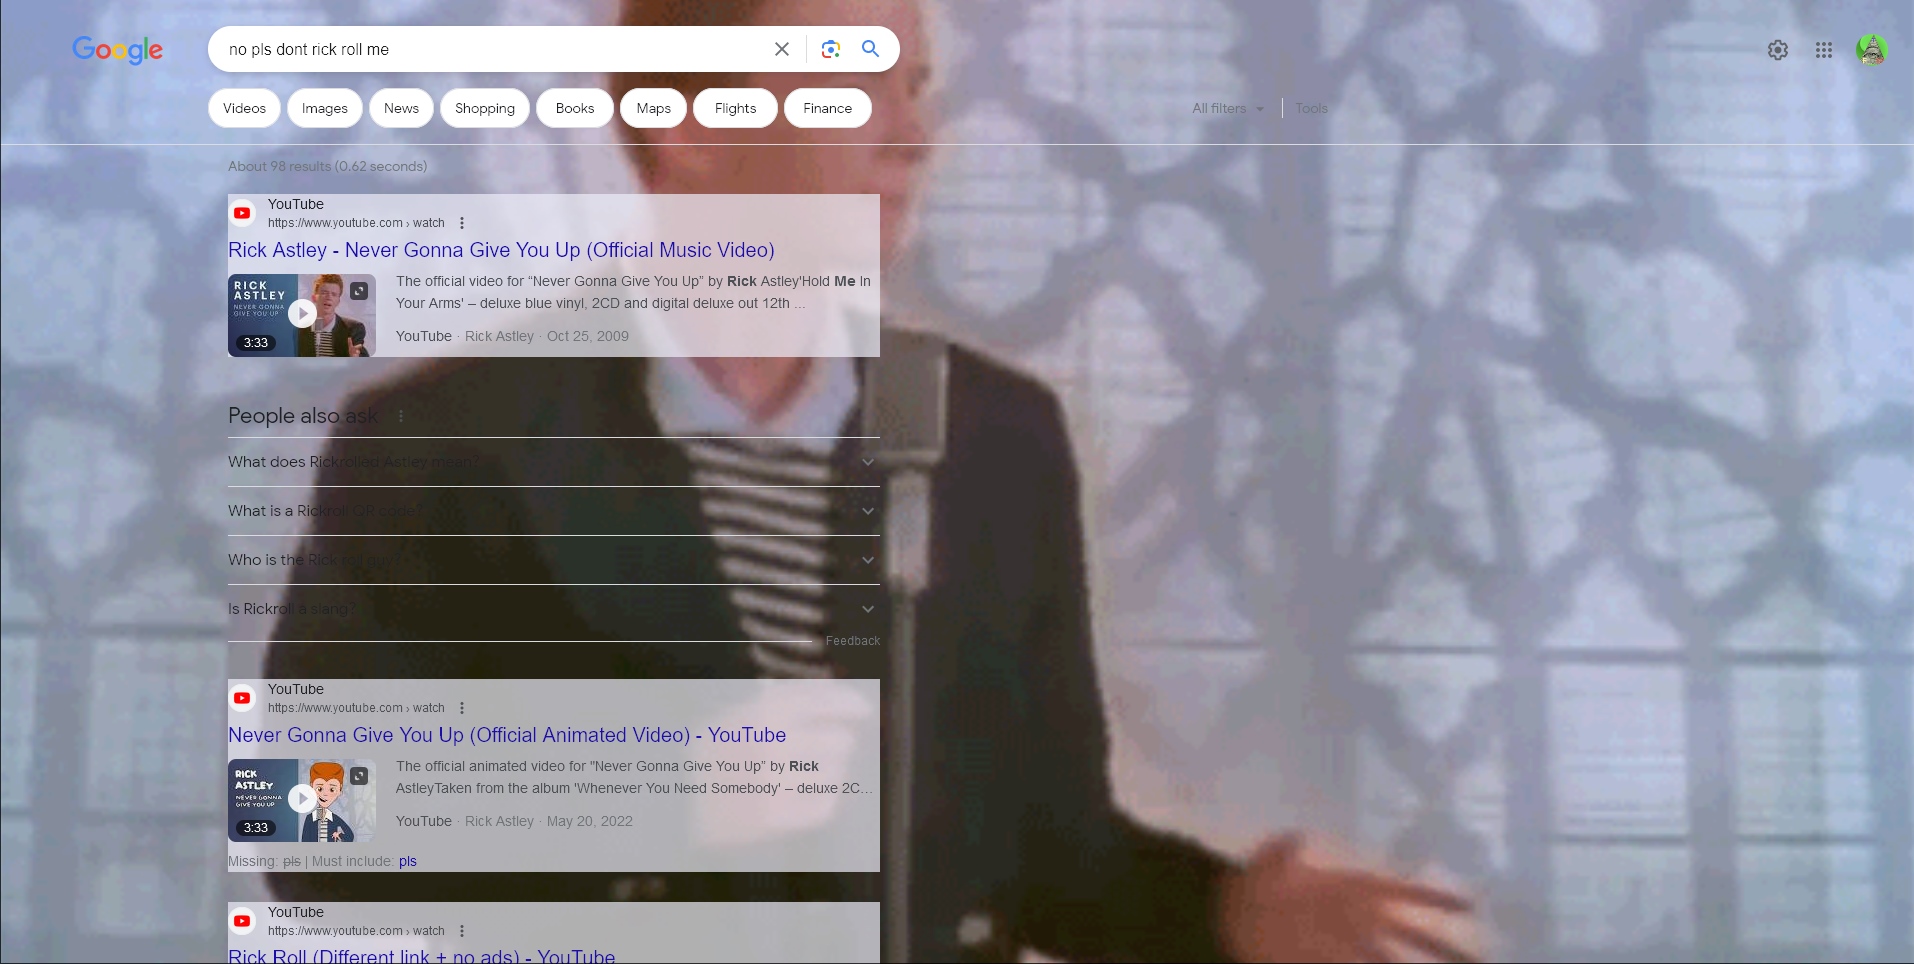 Google
no pls dont rick roll me
Videos
Images
News
Shopping
Books
Maps
Flights
Finance
All filters
Tools
About 98 results (0.62 seconds)
YouTube
https://www.youtube.com › watch
Rick Astley - Never Gonna Give You Up (Official Music Video)
RICK
ASTLEY
NEVER GONNA
GIVE YOU UP
3:33
The official video for “Never Gonna Give You Up” by Rick Astley'Hold Me In
Your Arms' – deluxe blue vinyl, 2CD and digital deluxe out 12th ...
YouTube · Rick Astley · Oct 25, 2009
People also ask
What does Rickrolled Astley mean?
What is a Rickroll QR code?
Who is the Rick roll guy?
Is Rickroll a slang?
Feedback
YouTube
https://www.youtube.com › watch
Never Gonna Give You Up (Official Animated Video) - YouTube
RICK
ASTLEY
NEVER GONNA
GIVE YOU UP
3:33
The official animated video for "Never Gonna Give You Up” by Rick
AstleyTaken from the album 'Whenever You Need Somebody' – deluxe 2C...
YouTube · Rick Astley · May 20, 2022
Missing: pls | Must include: pls
YouTube
https://www.youtube.com › watch
Rick Roll (Different link + no ads) - YouTube